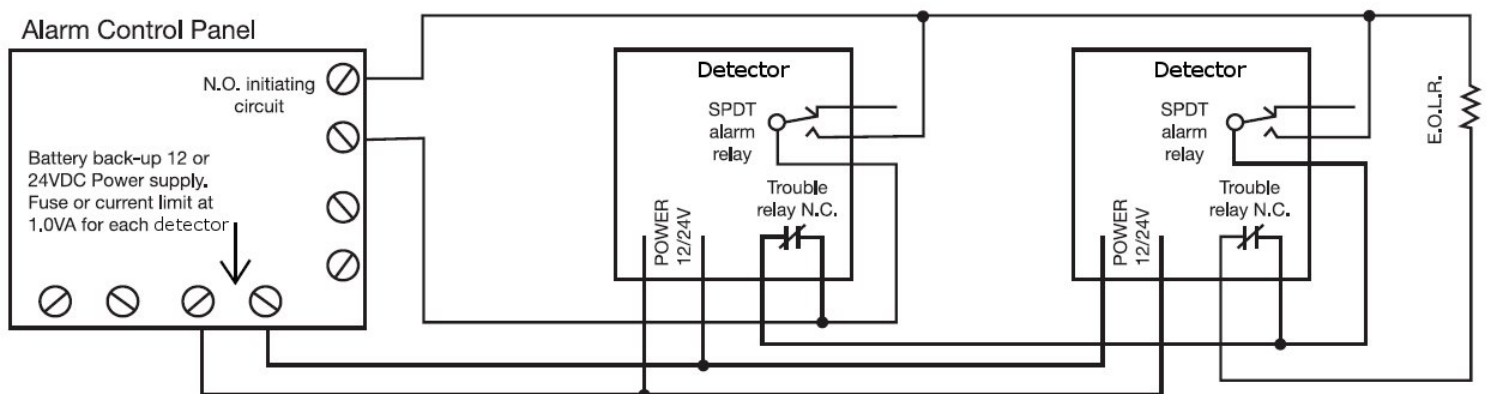 Alarm Control Panel
N.O. initiating
circuit
Battery back-up 12 or
24VDC Power supply.
Fuse or current limit at
1.0VA for each detector
Detector
SPDT
alarm
relay
Trouble
relay N.C.
POWER
12/24V
Detector
SPDT
alarm
relay
Trouble
relay N.C.
POWER
12/24V
E.O.L.R.